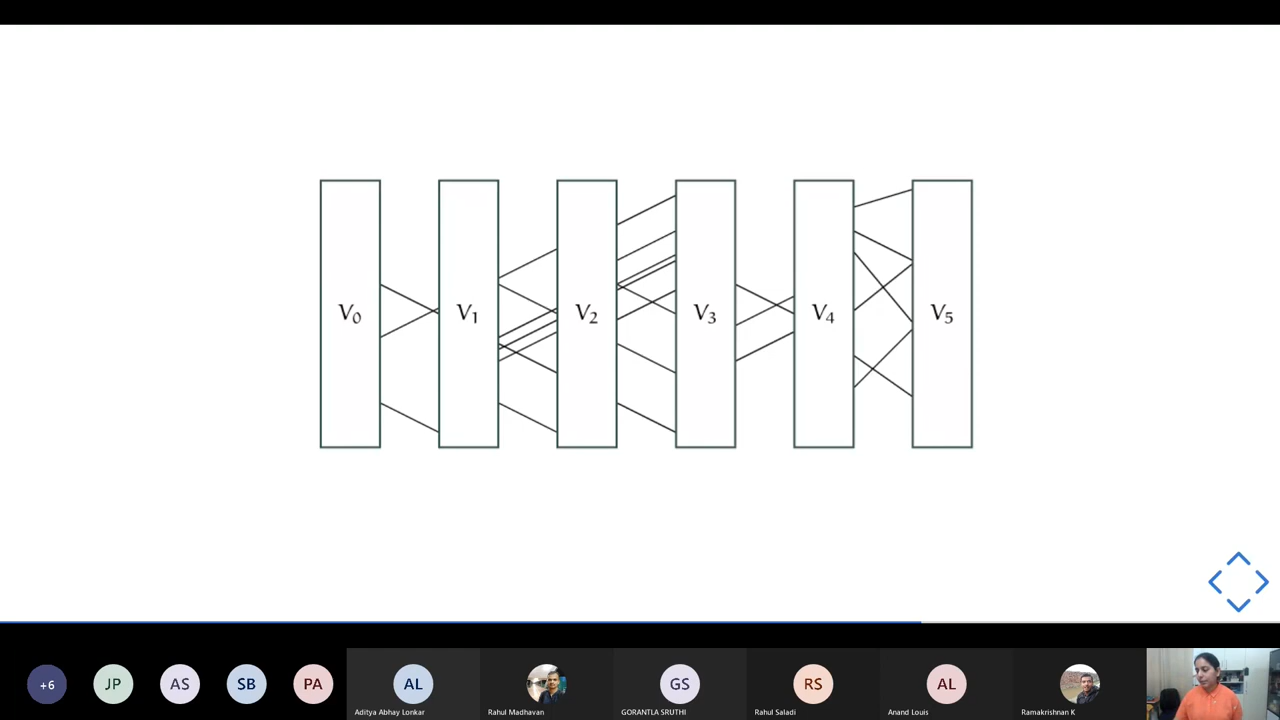 V₀ V₁ V₂ V₃ V₄ V₅
+6 JP AS SB PA AL GS RS AL
Aditya Abhay Lonkar Rahul Madhavan GORANTLA SRUTHI Rahul Saladi Anand Louis Ramakrishnan K